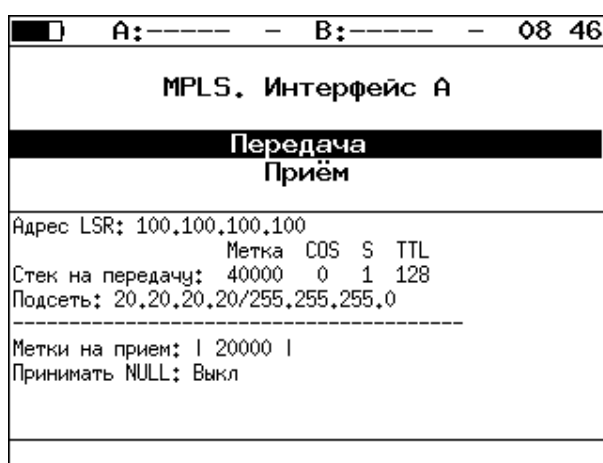 A:----- – B:----- – 08 46
MPLS. Интерфейс A
Передача
Приём
Адрес LSR: 100.100.100.100
Метка COS S TTL
Стек на передачу: 40000 0 1 128
Подсеть: 20.20.20.20/255.255.255.0
----------------------------------------
Метки на прием: | 20000 |
Принимать NULL: Выкл